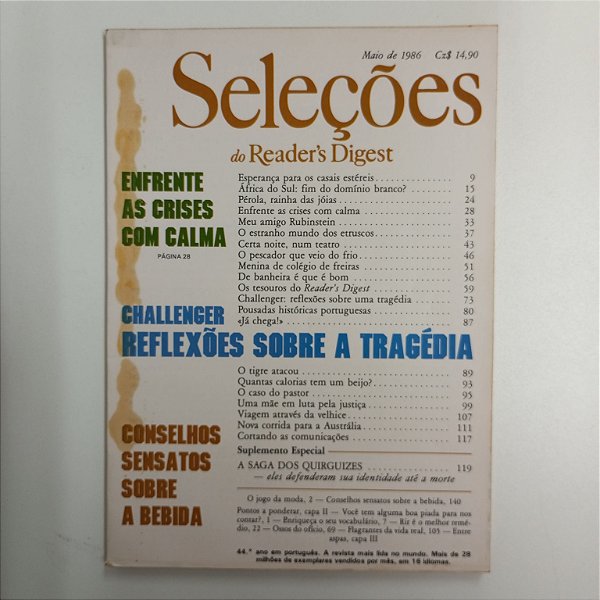 Maio de 1986 Cz$ 14,90
Seleções
do Reader's Digest
ENFRENTE
AS CRISES
COM CALMA
PÁGINA 28
Esperança para os casais estéreis 9
África do Sul: fim do domínio branco? 15
Pérola, rainha das jóias 24
Enfrente as crises com calma 28
Meu amigo Rubinstein 33
O estranho mundo dos etruscos 37
Certa noite, num teatro 43
O pescador que veio do frio 46
Menina de colégio de freiras 51
De banheira é que é bom 56
Os tesouros do Reader's Digest 59
Challenger: reflexões sobre uma tragédia 73
Pousadas históricas portuguesas 80
«Já chega!» 87
CHALLENGER
REFLEXÕES SOBRE A TRAGÉDIA
O tigre atacou 89
Quantas calorias tem um beijo? 93
O caso do pastor 95
Uma mãe em luta pela justiça 99
Viagem através da velhice 107
Nova corrida para a Austrália 111
Cortando as comunicações 117
CONSELHOS
SENSATOS
SOBRE
A BEBIDA
Suplemento Especial
A SAGA DOS QUIRGUIZES 119
— eles defenderam sua identidade até a morte
O jogo da moda, 2 — Conselhos sensatos sobre a bebida, 140
Pontos a ponderar, capa II — Você tem alguma boa piada para nos
contar?, 1 — Enriqueça o seu vocabulário, 7 — Rir é o melhor remé-
dio, 22 — Ossos do ofício, 69 — Flagrantes da vida real, 105 — Entre
aspas, capa III
44.° ano em português. A revista mais lida no mundo. Mais de 28
milhões de exemplares vendidos por mês, em 16 idiomas.